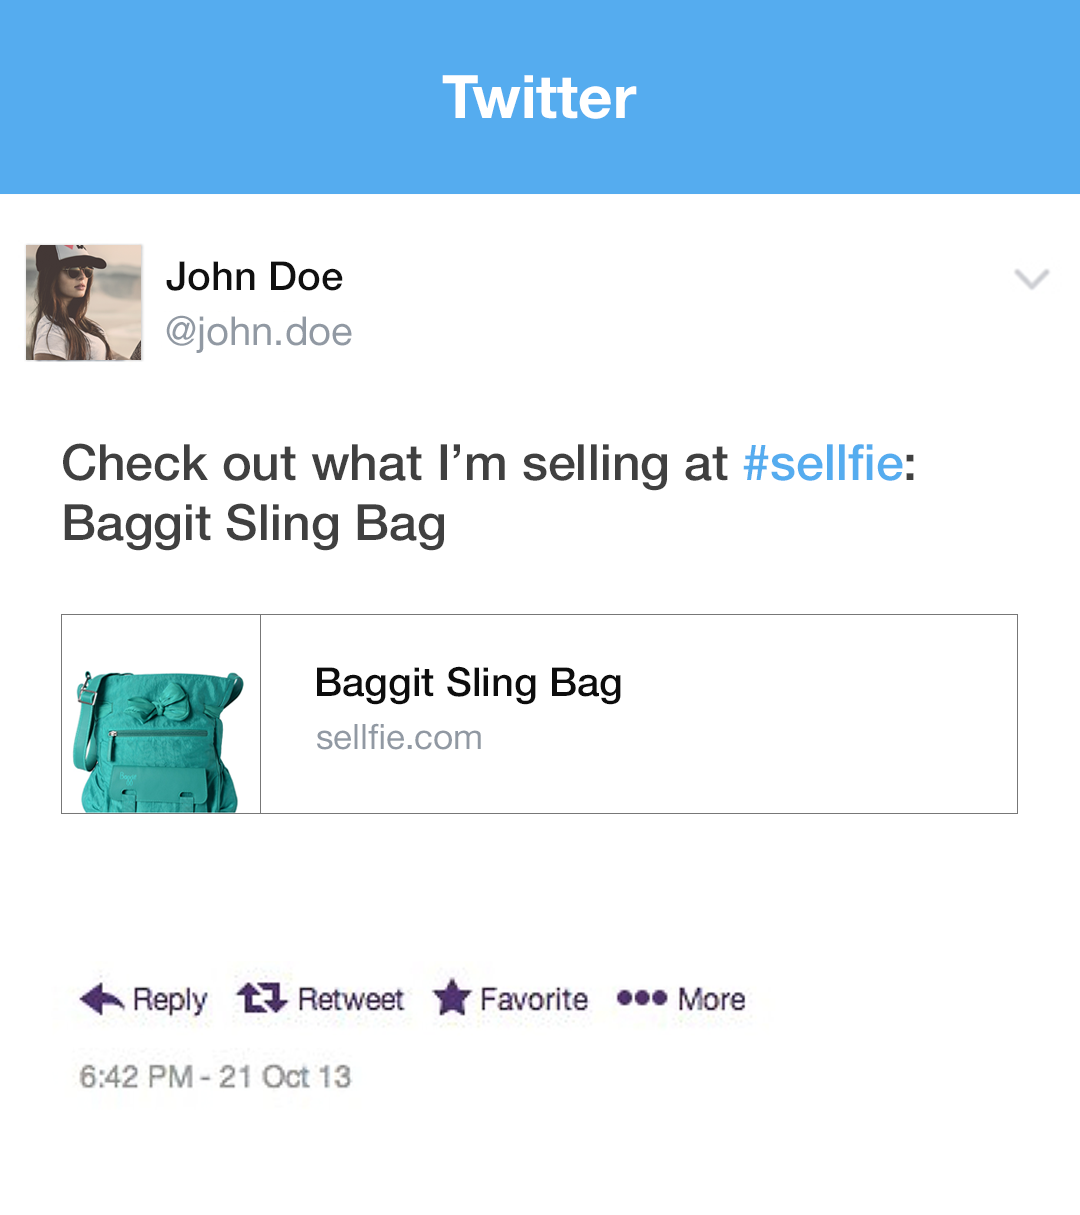 Twitter
John Doe
@john.doe
Check out what I’m selling at #sellfie:
Baggit Sling Bag
Baggit Sling Bag
sellfie.com
Baggit
Reply Retweet Favorite More
6:42 PM - 21 Oct 13